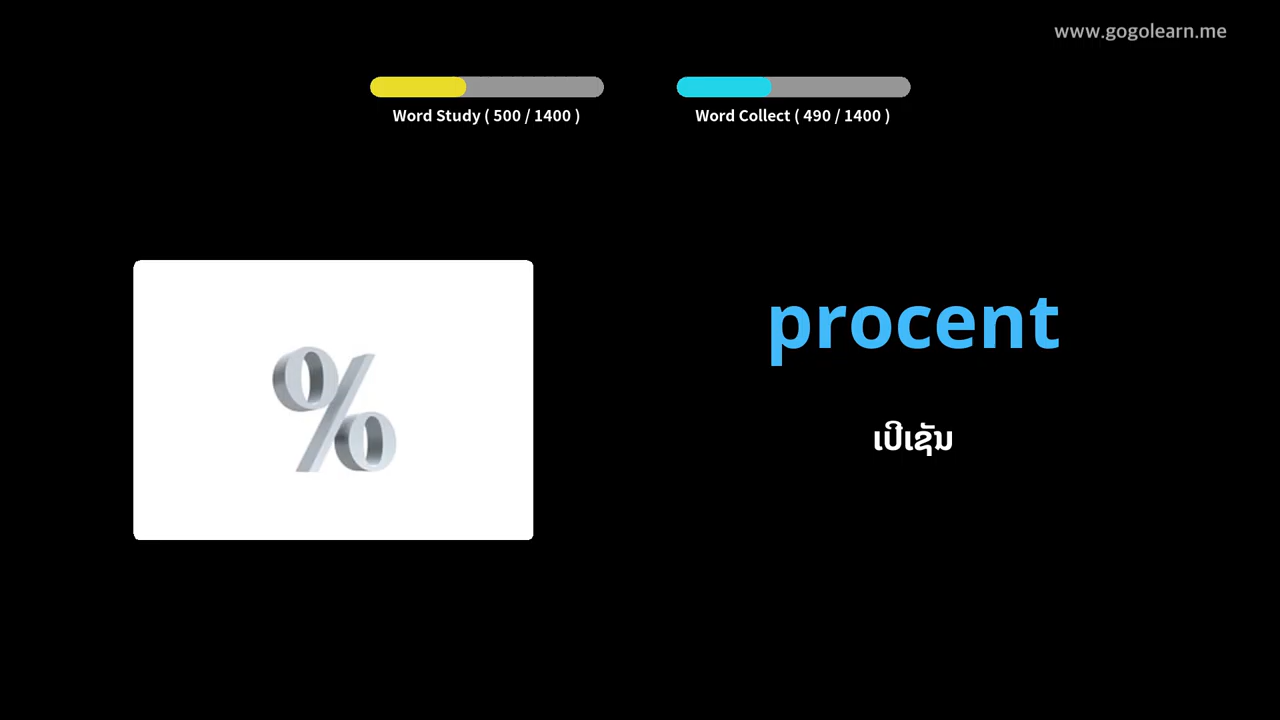 www.gogolearn.me
Word Study ( 500 / 1400 )
Word Collect ( 490 / 1400 )
%
procent
ເປີເຊັນ